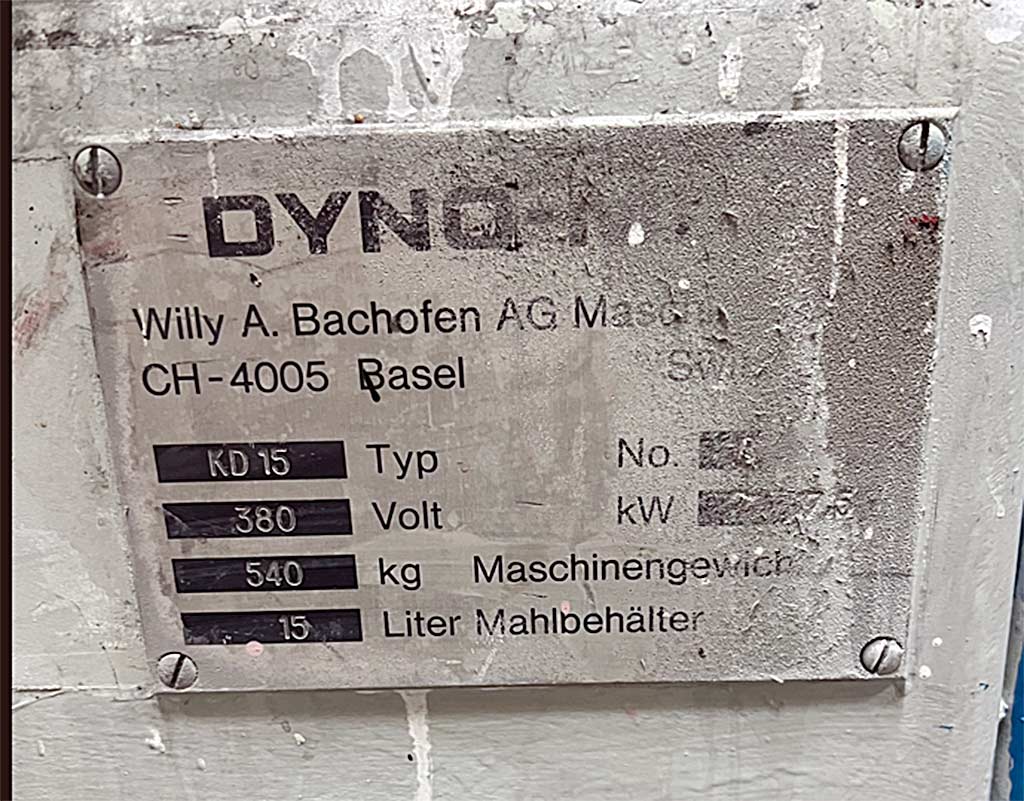 DYNO-
Willy A. Bachofen AG
CH-4005 Basel
KD 15 Typ No.
380 Volt kW
540 kg Maschinengewich
15 Liter Mahlbehälter